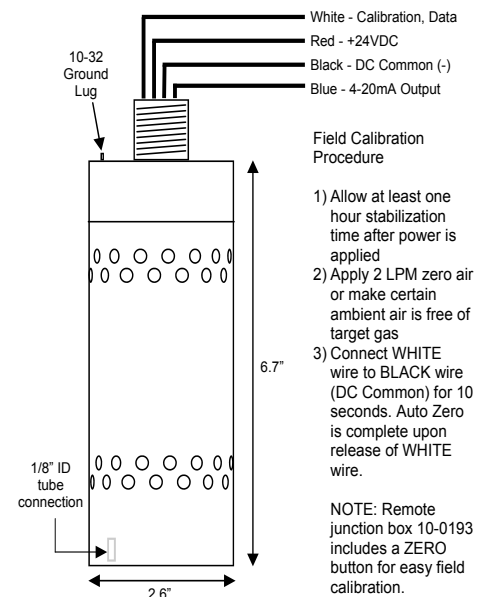 White - Calibration, Data
Red - +24VDC
Black - DC Common (-)
Blue - 4-20mA Output
10-32
Ground
Lug
Field Calibration
Procedure
1) Allow at least one
hour stabilization
time after power is
applied
2) Apply 2 LPM zero air
or make certain
ambient air is free of
target gas
3) Connect WHITE
wire to BLACK wire
(DC Common) for 10
seconds. Auto Zero
is complete upon
release of WHITE
wire.
NOTE: Remote
junction box 10-0193
includes a ZERO
button for easy field
calibration.
6.7"
1/8" ID
tube
connection
2.6"